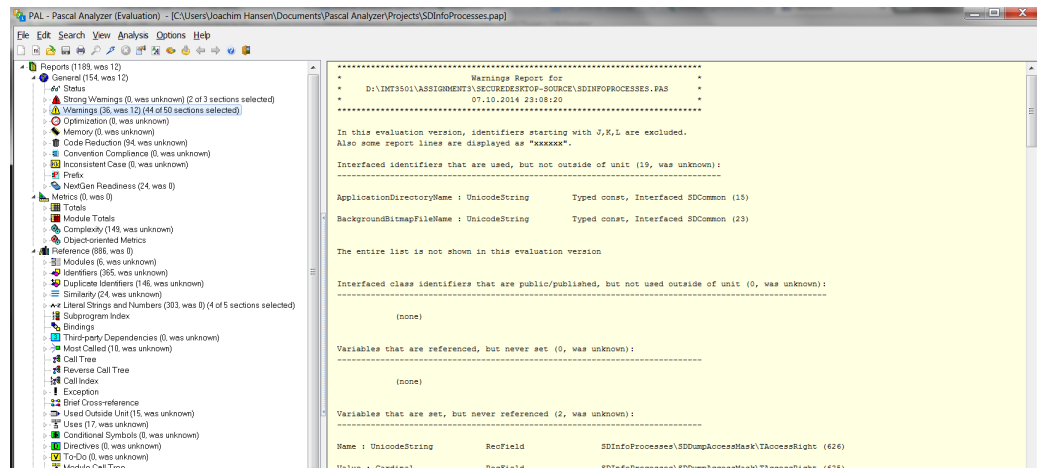 PAL - Pascal Analyzer (Evaluation) - [C:\Users\Joachim Hansen\Documents\Pascal Analyzer\Projects\SDInfoProcesses.pap]
File Edit Search View Analysis Options Help
Reports (1189, was 12)
General (154, was 12)
Status
Strong Warnings (0, was unknown) (2 of 3 sections selected)
Warnings (36, was 12) (44 of 50 sections selected)
Optimization (0, was unknown)
Memory (0, was unknown)
Code Reduction (94, was unknown)
Convention Compliance (0, was unknown)
Inconsistent Case (0, was unknown)
Prefix
NextGen Readiness (24, was 0)
Metrics (0, was 0)
Totals
Module Totals
Complexity (149, was unknown)
Object-oriented Metrics
Reference (886, was 0)
Modules (6, was unknown)
Identifiers (365, was unknown)
Duplicate Identifiers (146, was unknown)
Similarity (24, was unknown)
Literal Strings and Numbers (303, was 0) (4 of 5 sections selected)
Subprogram Index
Bindings
Third-party Dependencies (0, was unknown)
Most Called (10, was unknown)
Call Tree
Reverse Call Tree
Call Index
Exception
Brief Cross-reference
Used Outside Unit (15, was unknown)
Uses (17, was unknown)
Conditional Symbols (0, was unknown)
Directives (0, was unknown)
To-Do (0, was unknown)
Module Call Tree
**********************************************************************
* Warnings Report for *
* D:\IMT3501\ASSIGNMENT3\SECUREDESKTOP-SOURCE\SDINFOPROCESSES.PAS *
* 07.10.2014 23:08:20 *
**********************************************************************
In this evaluation version, identifiers starting with J,K,L are excluded.
Also some report lines are displayed as "xxxxxx".
Interfaced identifiers that are used, but not outside of unit (19, was unknown):
--------------------------------------------------------------------------------
ApplicationDirectoryName : UnicodeString Typed const, Interfaced SDCommon (15)
BackgroundBitmapFileName : UnicodeString Typed const, Interfaced SDCommon (23)
The entire list is not shown in this evaluation version
Interfaced class identifiers that are public/published, but not used outside of unit (0, was unknown):
------------------------------------------------------------------------------------------------------
(none)
Variables that are referenced, but never set (0, was unknown):
----------------------------------------------------------------------------
(none)
Variables that are set, but never referenced (2, was unknown):
----------------------------------------------------------------------------
Name : UnicodeString RecField SDInfoProcesses\SDDumpAccessMask\TAccessRight (626)
Value : Cardinal RecField SDInfoProcesses\SDDumpAccessMask\TAccessRight (625)